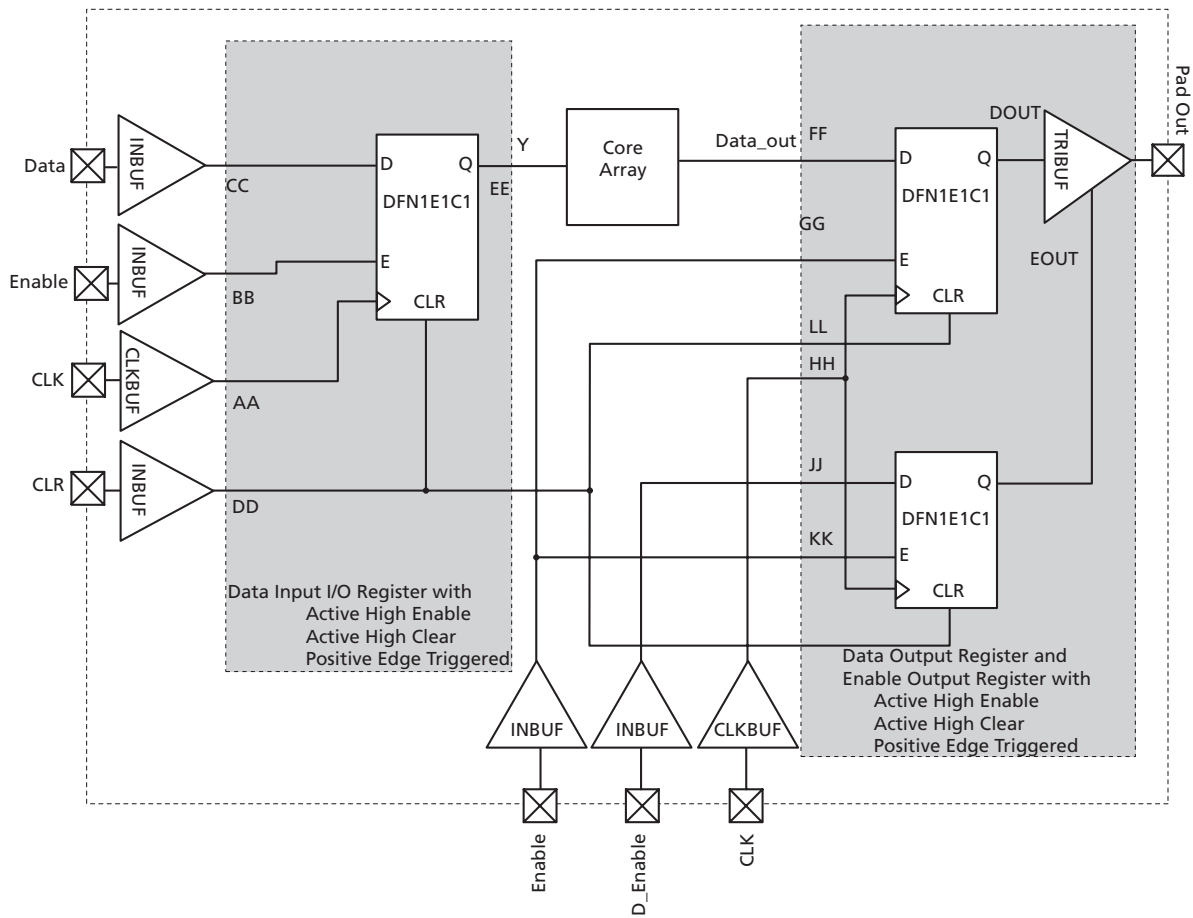 Data
INBUF
CC
D
Q
DFN1E1C1
E
CLR
Y
EE
Core
Array
Data_out
FF
D
Q
DFN1E1C1
E
CLR
DOUT
TRIBUF
Pad Out
GG
EOUT
Enable
INBUF
BB
CLK
CLKBUF
AA
LL
HH
CLR
INBUF
DD
JJ
D
Q
DFN1E1C1
KK
E
CLR
Data Input I/O Register with
Active High Enable
Active High Clear
Positive Edge Triggered
Data Output Register and
Enable Output Register with
Active High Enable
Active High Clear
Positive Edge Triggered
INBUF
INBUF
CLKBUF
Enable
D_Enable
CLK